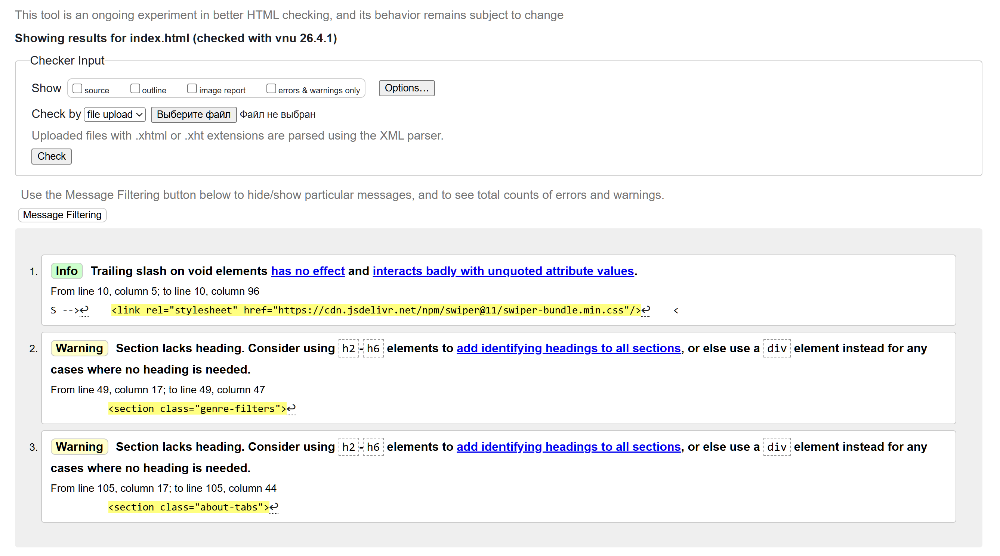 This tool is an ongoing experiment in better HTML checking, and its behavior remains subject to change
Showing results for index.html (checked with vnu 26.4.1)
Checker Input
Show source outline image report errors & warnings only Options…
Check by file upload Выберите файл Файл не выбран
Uploaded files with .xhtml or .xht extensions are parsed using the XML parser.
Check
Use the Message Filtering button below to hide/show particular messages, and to see total counts of errors and warnings.
Message Filtering
1. Info Trailing slash on void elements has no effect and interacts badly with unquoted attribute values.
From line 10, column 5; to line 10, column 96
S -->↩ <link rel="stylesheet" href="https://cdn.jsdelivr.net/npm/swiper@11/swiper-bundle.min.css"/>↩ <
2. Warning Section lacks heading. Consider using h2-h6 elements to add identifying headings to all sections, or else use a div element instead for any
cases where no heading is needed.
From line 49, column 17; to line 49, column 47
<section class="genre-filters">↩
3. Warning Section lacks heading. Consider using h2-h6 elements to add identifying headings to all sections, or else use a div element instead for any
cases where no heading is needed.
From line 105, column 17; to line 105, column 44
<section class="about-tabs">↩